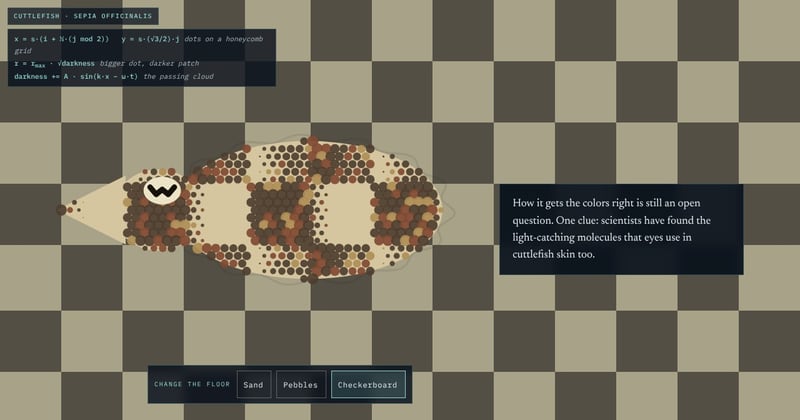 CUTTLEFISH · SEPIA OFFICINALIS
x = s·(i + ½·(j mod 2))   y = s·(√3/2)·j dots on a honeycomb
grid
r = rmax · √darkness bigger dot, darker patch
darkness += A · sin(k·x − ω·t) the passing cloud
How it gets the colors right is still an open
question. One clue: scientists have found the
light-catching molecules that eyes use in
cuttlefish skin too.
CHANGE THE FLOOR Sand Pebbles Checkerboard